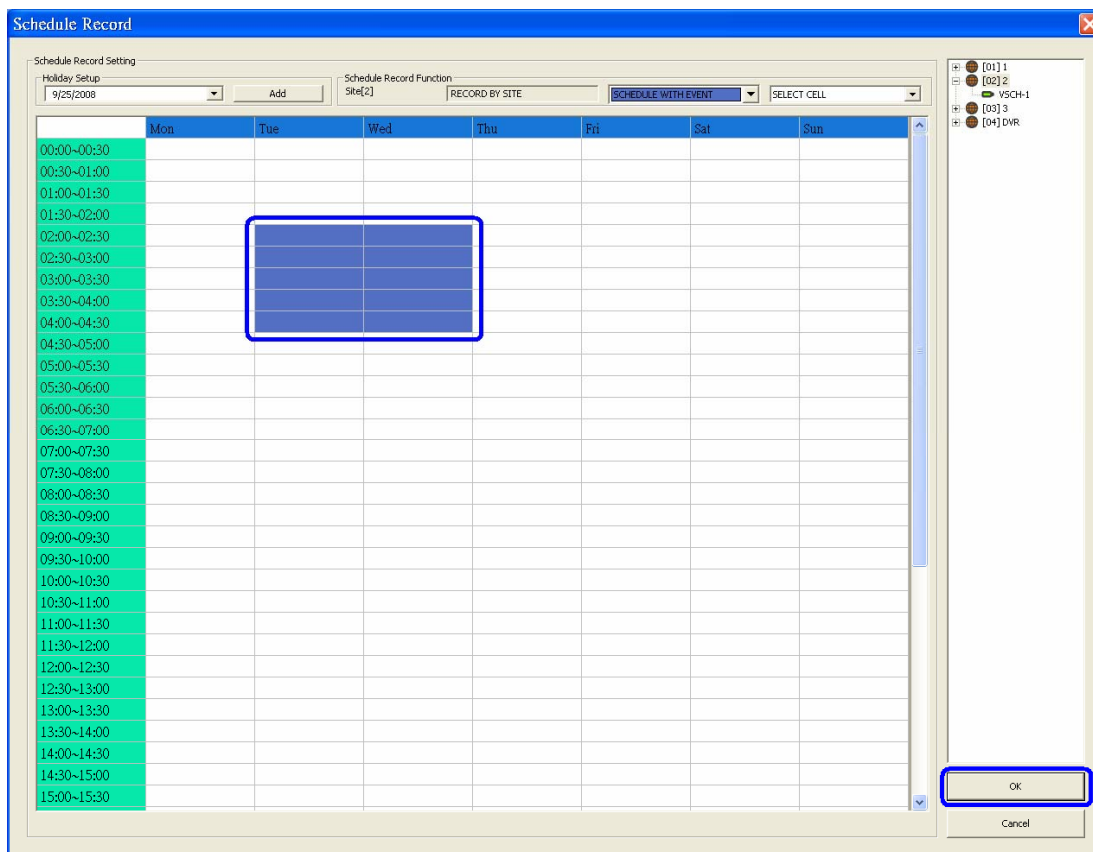 Schedule Record
Schedule Record Setting
Holiday Setup
9/25/2008
Add
Schedule Record Function
Site[2]
RECORD BY SITE
SCHEDULE WITH EVENT
SELECT CELL
[01] 1
[02] 2
VSCH-1
[03] 3
[04] DVR
Mon Tue Wed Thu Fri Sat Sun
00:00~00:30
00:30~01:00
01:00~01:30
01:30~02:00
02:00~02:30
02:30~03:00
03:00~03:30
03:30~04:00
04:00~04:30
04:30~05:00
05:00~05:30
05:30~06:00
06:00~06:30
06:30~07:00
07:00~07:30
07:30~08:00
08:00~08:30
08:30~09:00
09:00~09:30
09:30~10:00
10:00~10:30
10:30~11:00
11:00~11:30
11:30~12:00
12:00~12:30
12:30~13:00
13:00~13:30
13:30~14:00
14:00~14:30
14:30~15:00
15:00~15:30
OK
Cancel